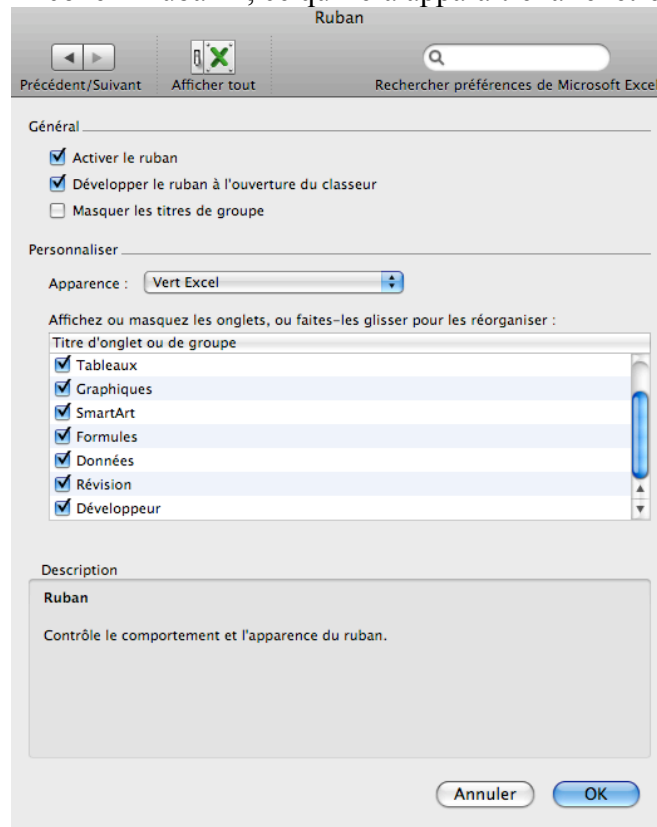 Ruban
Précédent/Suivant Afficher tout Rechercher préférences de Microsoft Excel
Général
Activer le ruban
Développer le ruban à l'ouverture du classeur
Masquer les titres de groupe
Personnaliser
Apparence : Vert Excel
Affichez ou masquez les onglets, ou faites-les glisser pour les réorganiser :
Titre d'onglet ou de groupe
Tableaux
Graphiques
SmartArt
Formules
Données
Révision
Développeur
Description
Ruban
Contrôle le comportement et l'apparence du ruban.
Annuler OK